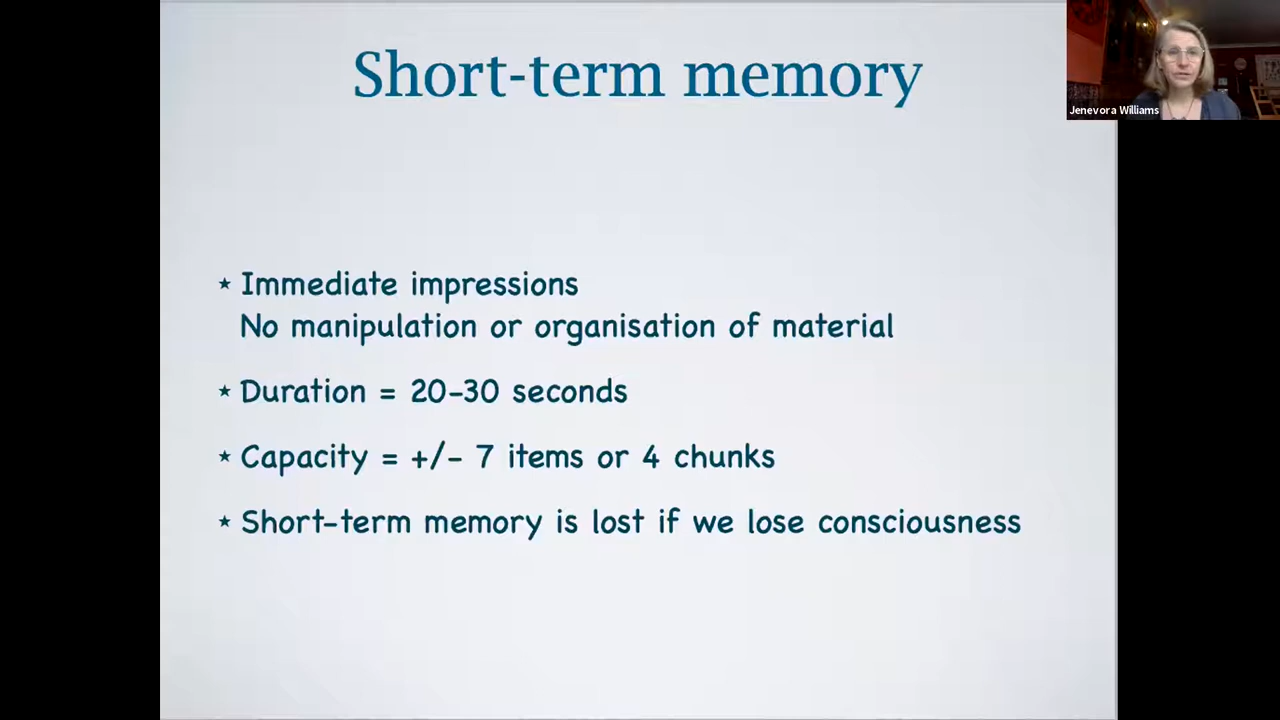 Short-term memory
Jenevora Williams
★ Immediate impressions
No manipulation or organisation of material
★ Duration = 20-30 seconds
★ Capacity = +/- 7 items or 4 chunks
★ Short-term memory is lost if we lose consciousness